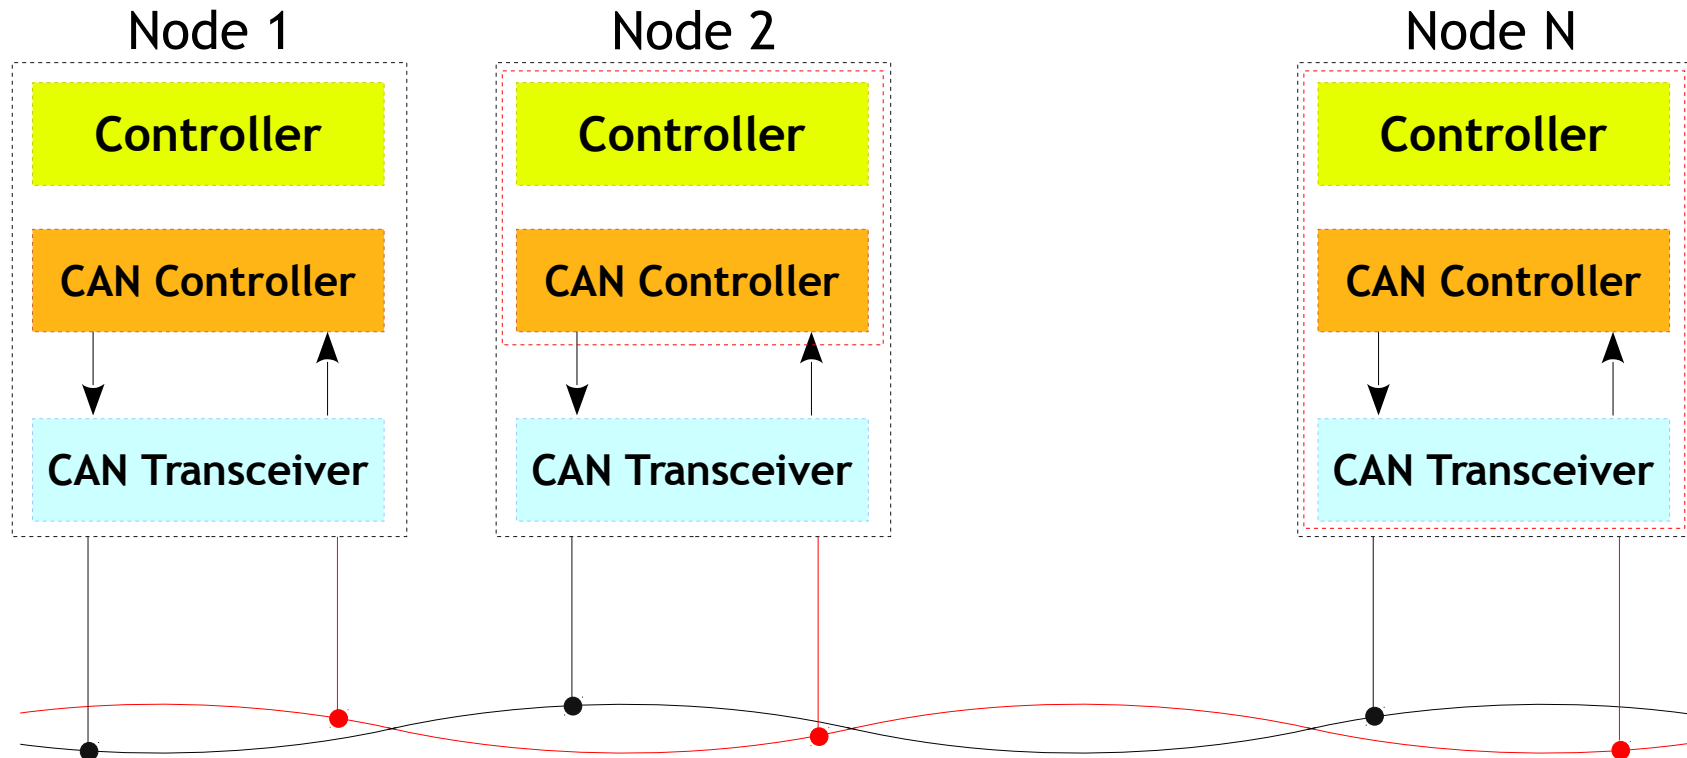 Node 1
Node 2
Node N
Controller
Controller
Controller
CAN Controller
CAN Controller
CAN Controller
CAN Transceiver
CAN Transceiver
CAN Transceiver